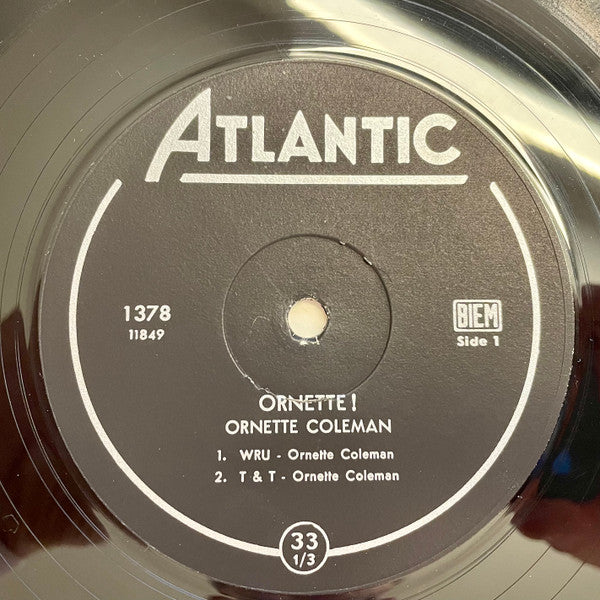 ATLANTIC
1378
11849
BIEM
Side 1
ORNETTE!
ORNETTE COLEMAN
1. WRU - Ornette Coleman
2. T & T - Ornette Coleman
33
1/3